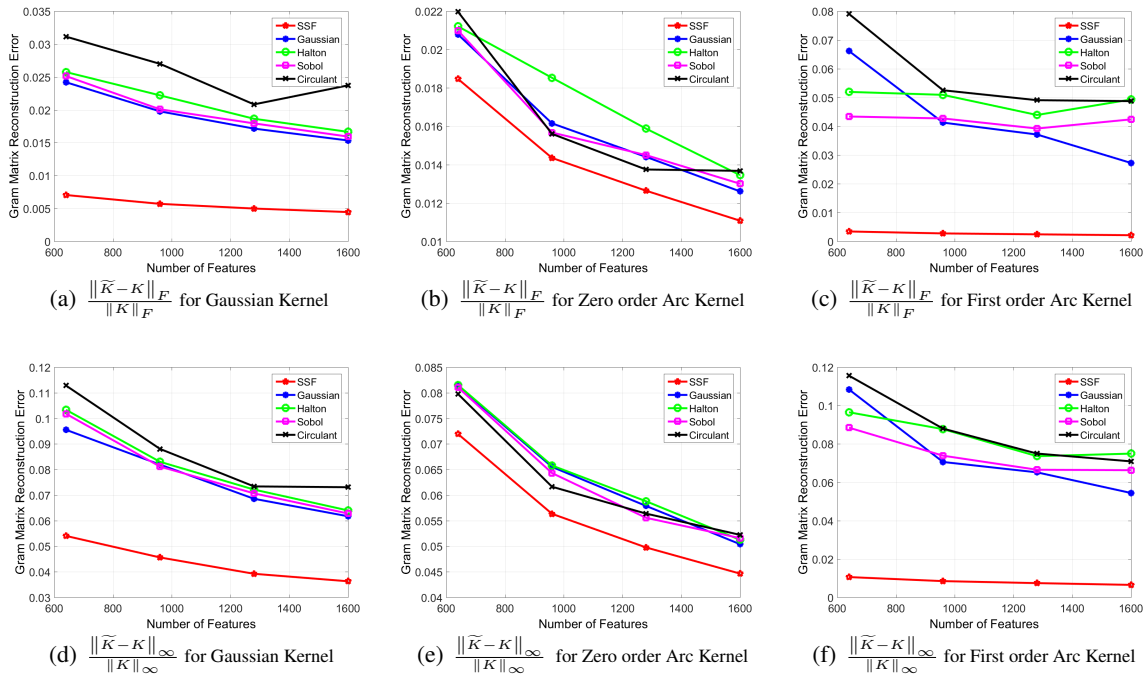 Gram Matrix Reconstruction Error
0.035
0.03
0.025
0.02
0.015
0.01
0.005
0
600 800 1000 1200 1400 1600
Number of Features
SSF
Gaussian
Halton
Sobol
Circulant
(a) ||K̃−K||_F / ||K||_F for Gaussian Kernel
Gram Matrix Reconstruction Error
0.022
0.02
0.018
0.016
0.014
0.012
0.01
600 800 1000 1200 1400 1600
Number of Features
SSF
Gaussian
Halton
Sobol
Circulant
(b) ||K̃−K||_F / ||K||_F for Zero order Arc Kernel
Gram Matrix Reconstruction Error
0.08
0.07
0.06
0.05
0.04
0.03
0.02
0.01
0
600 800 1000 1200 1400 1600
Number of Features
SSF
Gaussian
Halton
Sobol
Circulant
(c) ||K̃−K||_F / ||K||_F for First order Arc Kernel
Gram Matrix Reconstruction Error
0.12
0.11
0.1
0.09
0.08
0.07
0.06
0.05
0.04
0.03
600 800 1000 1200 1400 1600
Number of Features
SSF
Gaussian
Halton
Sobol
Circulant
(d) ||K̃−K||_∞ / ||K||_∞ for Gaussian Kernel
Gram Matrix Reconstruction Error
0.085
0.08
0.075
0.07
0.065
0.06
0.055
0.05
0.045
0.04
600 800 1000 1200 1400 1600
Number of Features
SSF
Gaussian
Halton
Sobol
Circulant
(e) ||K̃−K||_∞ / ||K||_∞ for Zero order Arc Kernel
Gram Matrix Reconstruction Error
0.12
0.1
0.08
0.06
0.04
0.02
0
600 800 1000 1200 1400 1600
Number of Features
SSF
Gaussian
Halton
Sobol
Circulant
(f) ||K̃−K||_∞ / ||K||_∞ for First order Arc Kernel